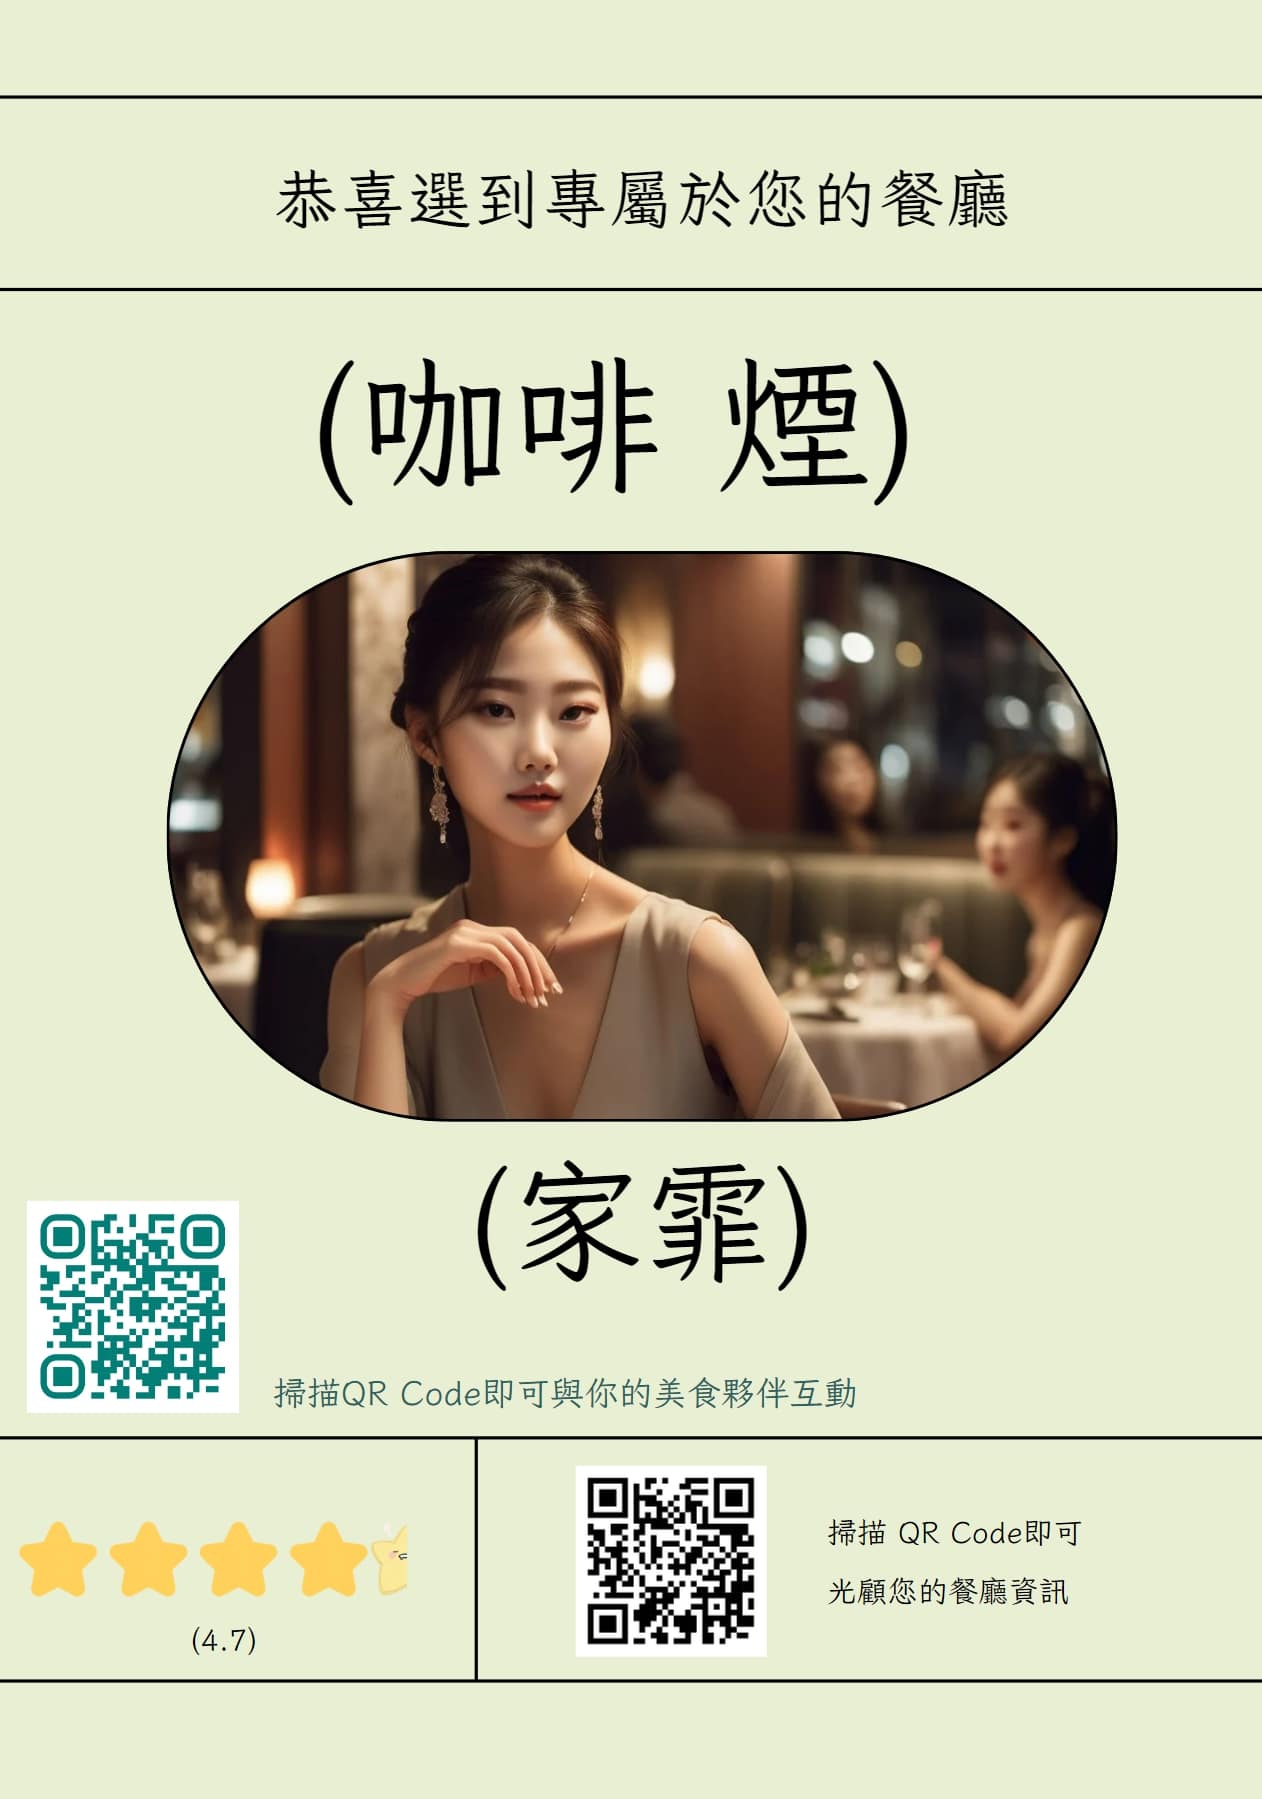 恭喜選到專屬於您的餐廳
(咖啡 煙)
(家霏)
掃描QR Code即可與你的美食夥伴互動
(4.7)
掃描 QR Code即可
光顧您的餐廳資訊